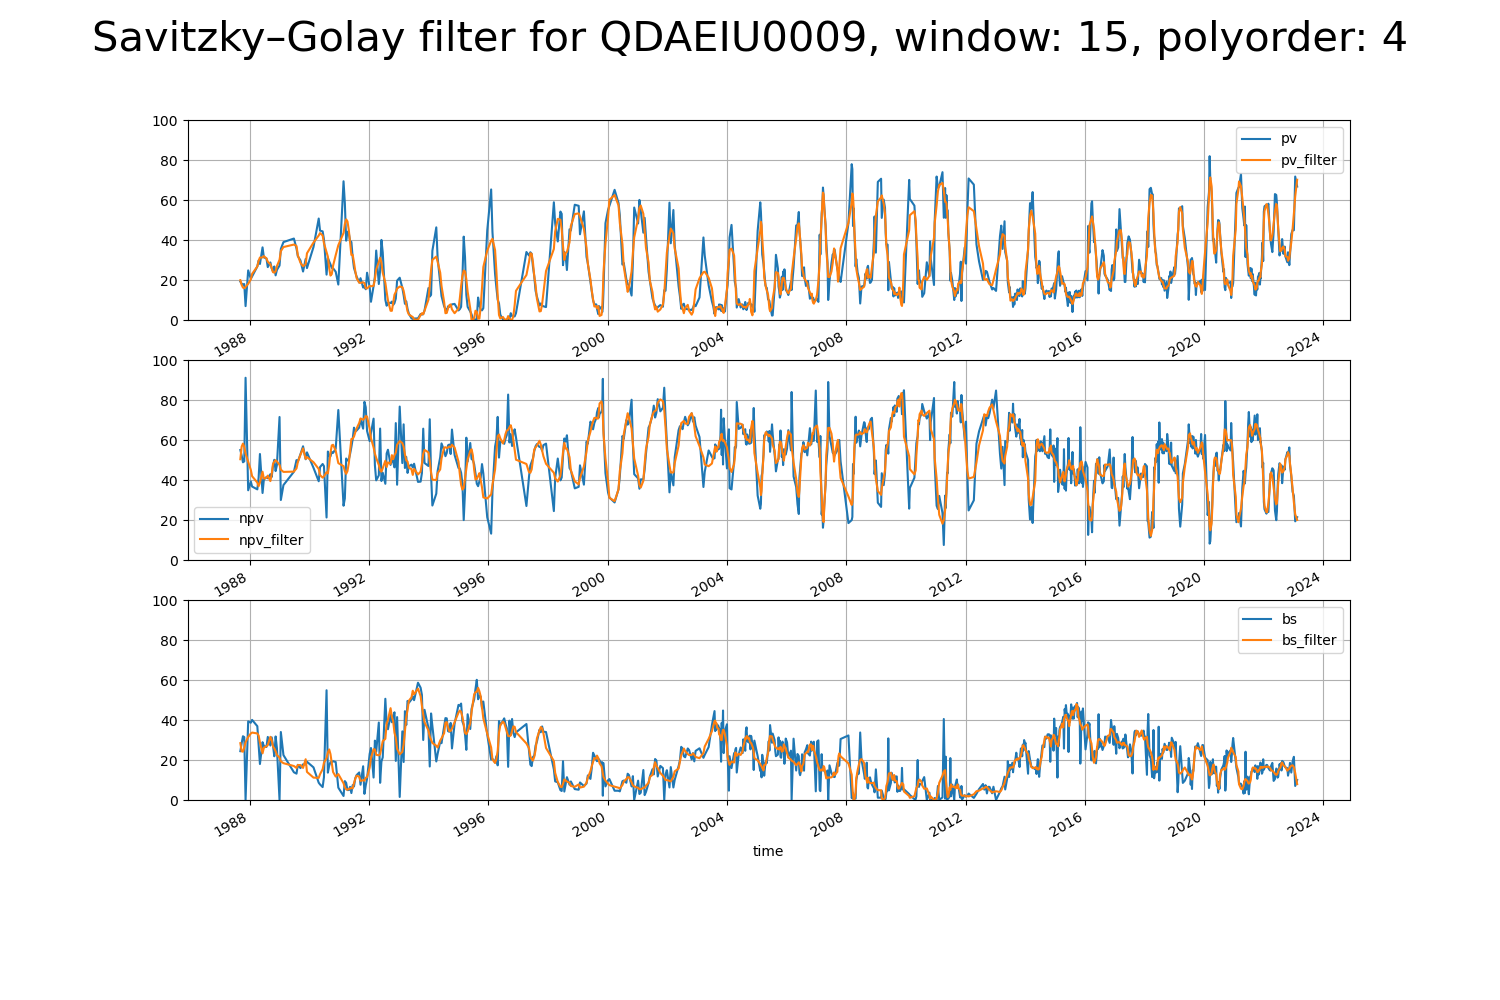 Savitzky–Golay filter for QDAEIU0009, window: 15, polyorder: 4
100
80
60
40
20
0
pv
pv_filter
1988 1992 1996 2000 2004 2008 2012 2016 2020 2024
100
80
60
40
20
0
npv
npv_filter
1988 1992 1996 2000 2004 2008 2012 2016 2020 2024
100
80
60
40
20
0
bs
bs_filter
1988 1992 1996 2000 2004 2008 2012 2016 2020 2024
time